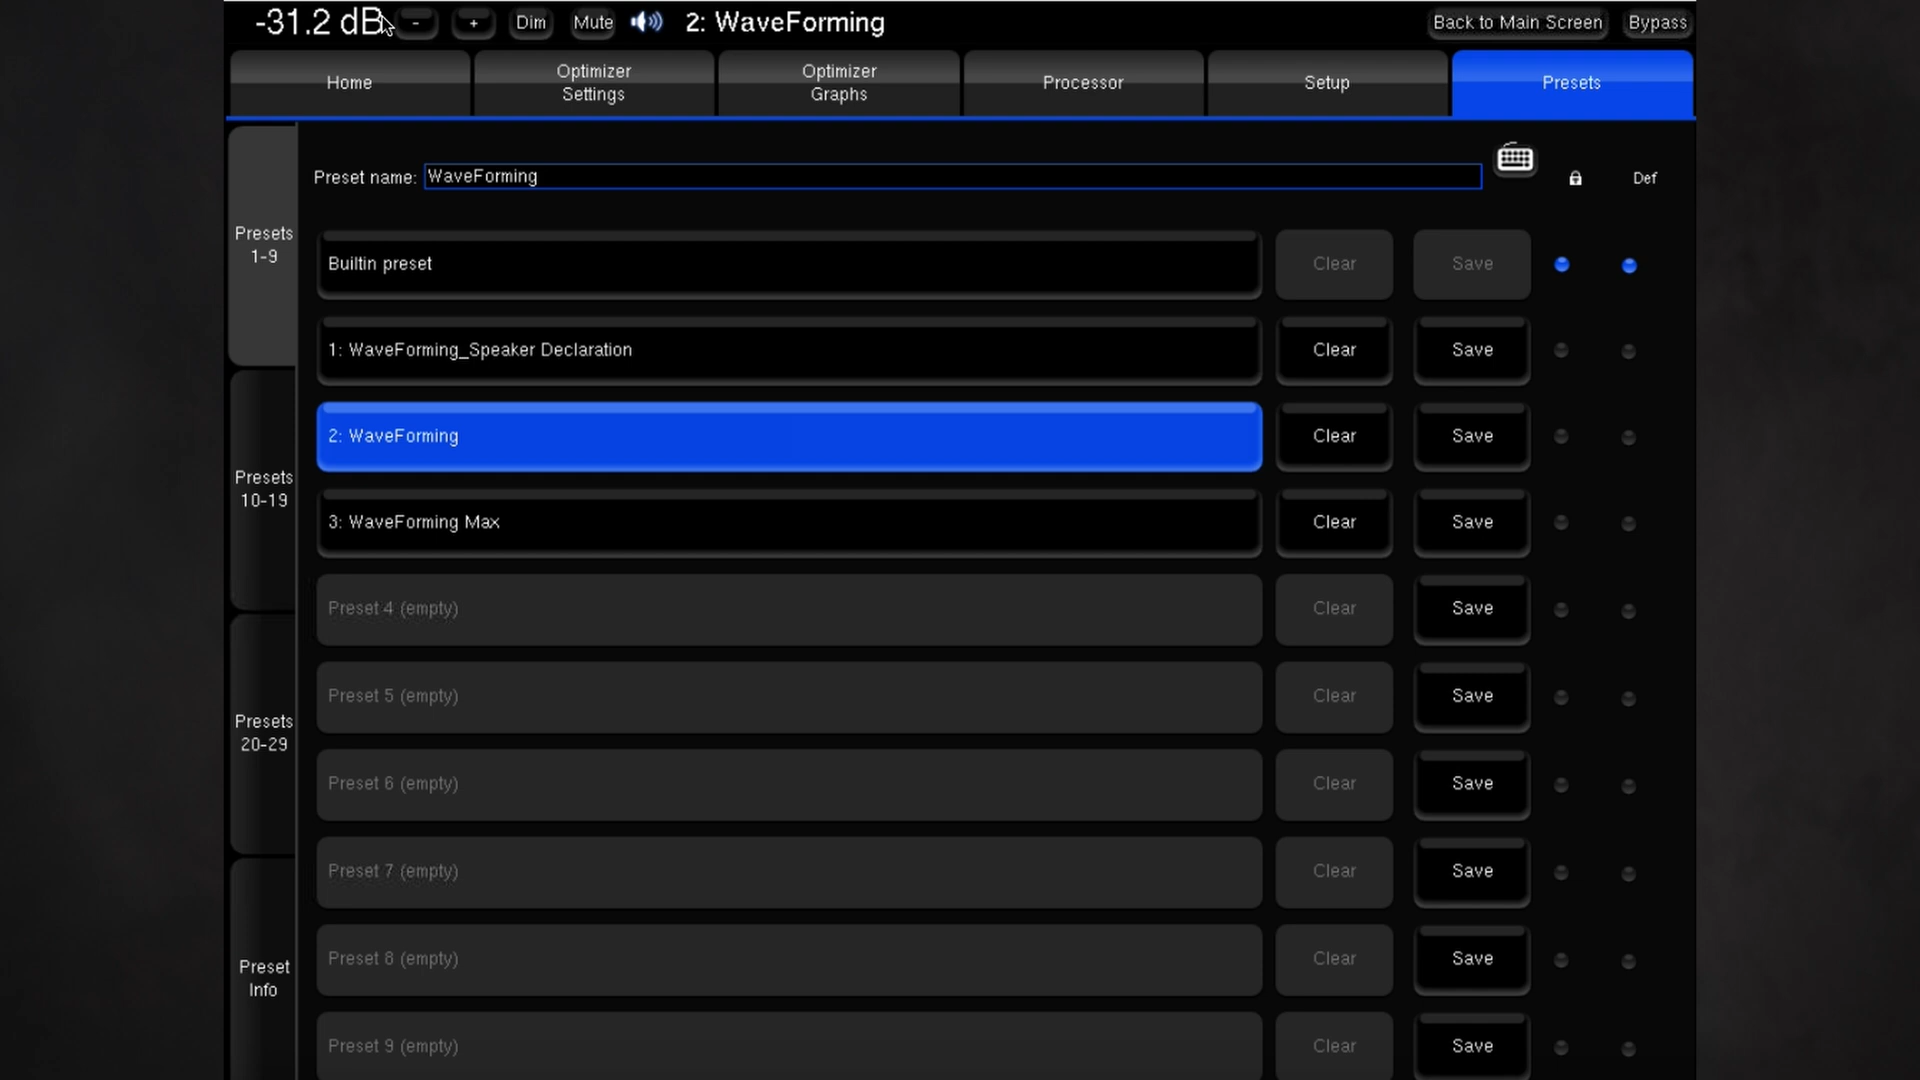 -31.2 dB - + Dim Mute 2: WaveForming Back to Main Screen Bypass
Home Optimizer Settings Optimizer Graphs Processor Setup Presets
Preset name: WaveForming Def
Presets 1-9
Builtin preset Clear Save
1: WaveForming_Speaker Declaration Clear Save
2: WaveForming Clear Save
Presets 10-19
3: WaveForming Max Clear Save
Preset 4 (empty) Clear Save
Preset 5 (empty) Clear Save
Presets 20-29
Preset 6 (empty) Clear Save
Preset 7 (empty) Clear Save
Preset 8 (empty) Clear Save
Preset Info
Preset 9 (empty) Clear Save